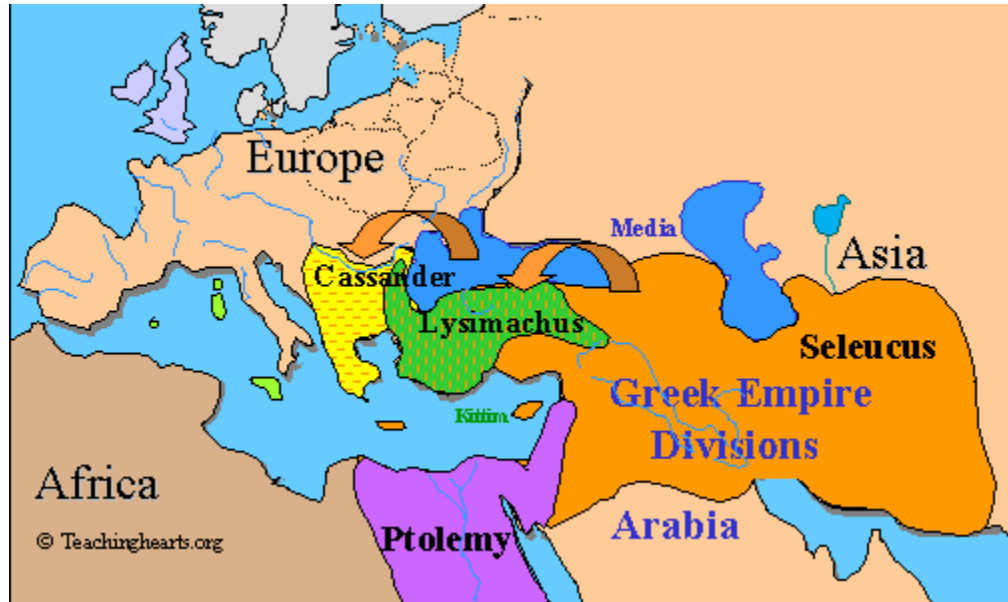 Europe
Media
Asia
Cassander
Lysimachus
Seleucus
Greek Empire
Divisions
Kittim
Africa
Ptolemy
Arabia
© Teachinghearts.org